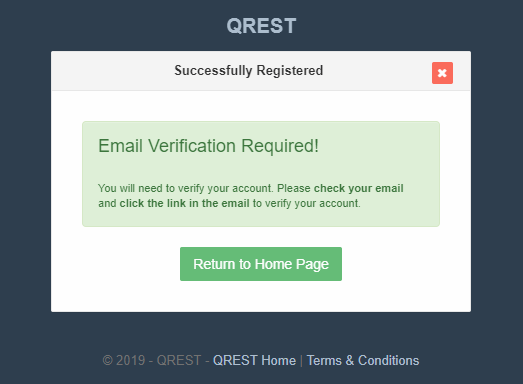 QREST
Successfully Registered
Email Verification Required!
You will need to verify your account. Please check your email
and click the link in the email to verify your account.
Return to Home Page
© 2019 - QREST - QREST Home | Terms & Conditions